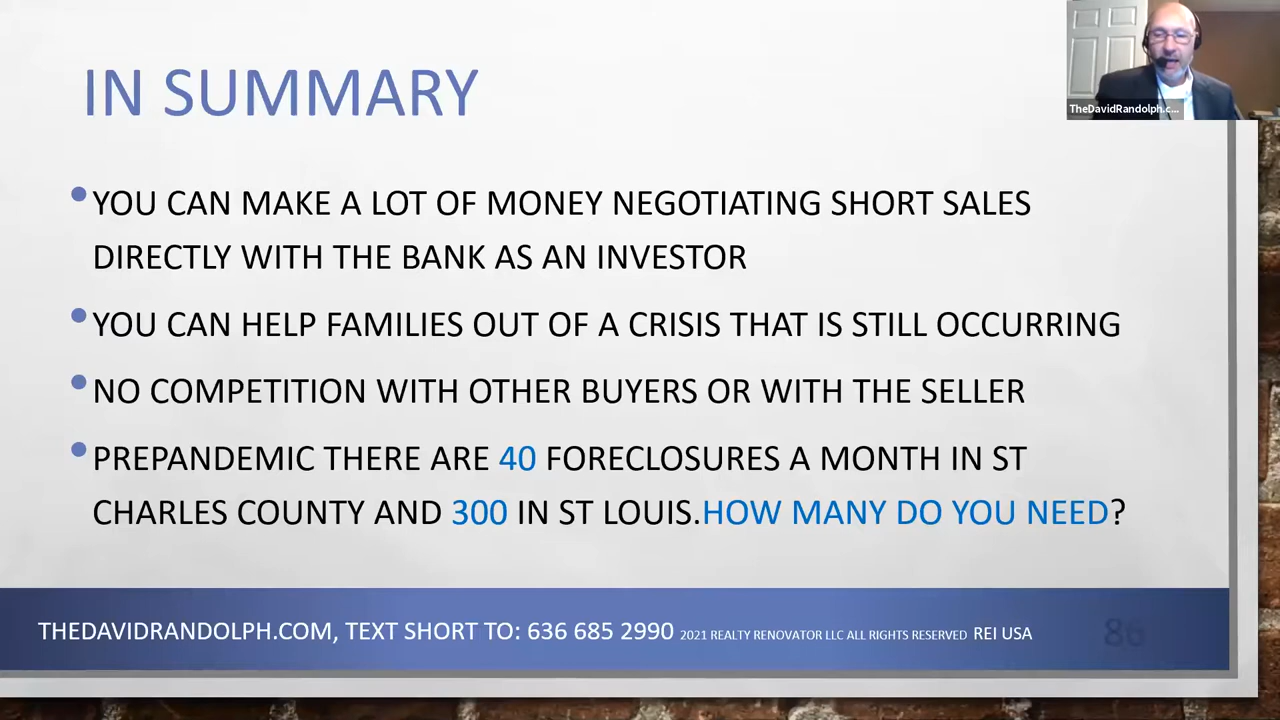 IN SUMMARY
TheDavidRandolph.c...
•YOU CAN MAKE A LOT OF MONEY NEGOTIATING SHORT SALES
DIRECTLY WITH THE BANK AS AN INVESTOR
•YOU CAN HELP FAMILIES OUT OF A CRISIS THAT IS STILL OCCURRING
•NO COMPETITION WITH OTHER BUYERS OR WITH THE SELLER
•PREPANDEMIC THERE ARE 40 FORECLOSURES A MONTH IN ST
CHARLES COUNTY AND 300 IN ST LOUIS.HOW MANY DO YOU NEED?
THEDAVIDRANDOLPH.COM, TEXT SHORT TO: 636 685 2990 2021 REALTY RENOVATOR LLC ALL RIGHTS RESERVED REI USA
86